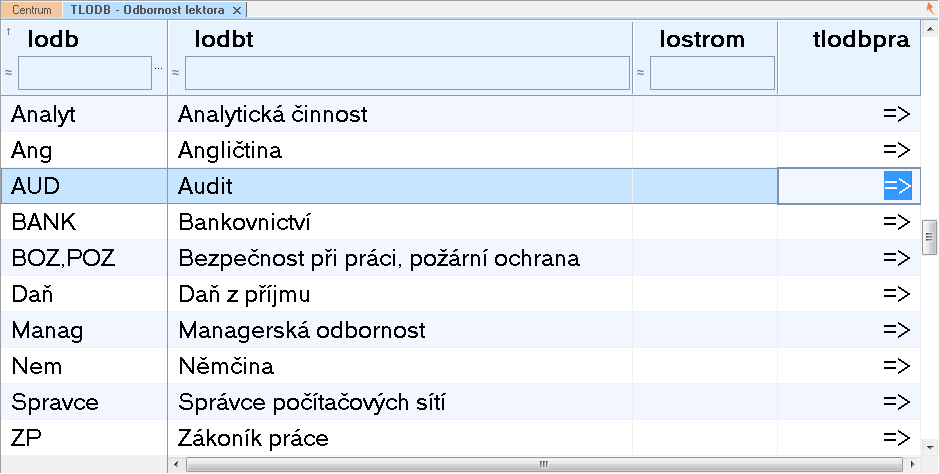 Centrum TLODB - Odbornost lektora
lodb lodbt lostrom tlodbpra
Analyt Analytická činnost =>
Ang Angličtina =>
AUD Audit =>
BANK Bankovnictví =>
BOZ,POZ Bezpečnost při práci, požární ochrana =>
Daň Daň z příjmu =>
Manag Managerská odbornost =>
Nem Němčina =>
Spravce Správce počítačových sítí =>
ZP Zákoník práce =>